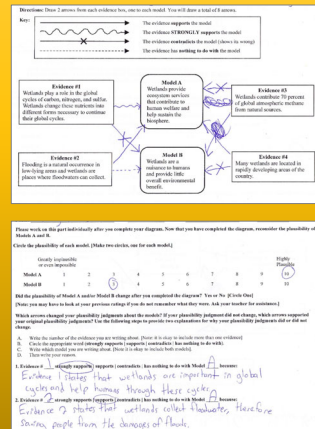 Directions: Draw 2 arrows from each evidence box, one to each model. You will draw a total of 8 arrows.
Key:
The evidence supports the model
The evidence STRONGLY supports the model
The evidence contradicts the model (shows its wrong)
The evidence has nothing to do with the model
Evidence #1
Wetlands play a role in the global
cycles of carbon, nitrogen, and sulfur.
Wetlands change these nutrients into
different forms necessary to continue
their global cycles.
Model A
Wetlands provide
ecosystem services
that contribute to
human welfare and
help sustain the
biosphere.
Evidence #3
Wetlands contribute 70 percent
of global atmospheric methane
from natural sources.
Evidence #2
Flooding is a natural occurrence in
low-lying areas and wetlands are
places where floodwaters can collect.
Model B
Wetlands are a
nuisance to humans
and provide little
overall environmental
benefit.
Evidence #4
Many wetlands are located in
rapidly developing areas of the
country.
Please work on this part individually after you complete your diagram. Now that you have completed the diagram, reconsider the plausibility of
Models A and B.
Circle the plausibility of each model. [Make two circles, one for each model.]
Greatly implausible
or even impossible
Highly
Plausible
Model A 1 2 3 4 5 6 7 8 9 10
Model B 1 2 3 4 5 6 7 8 9 10
Did the plausibility of Model A and/or Model B change after you completed the diagram? Yes or No [Circle One]
[Note: you may have to look at your previous ratings if you do not remember what they were. Ask your teacher for assistance.]
Which arrows changed your plausibility judgments about the models? If your plausibility judgment did not change, which arrows supported
your original plausibility judgments? Use the following steps to provide two explanations for why your plausibility judgments did or did not
change.
A. Write the number of the evidence you are writing about. [Note it is okay to include more than one evidence]
B. Circle the appropriate word (strongly supports | supports | contradicts | has nothing to do with)
C. Write which model you are writing about. [Note it is okay to include both models]
D. Then write your reason.
1. Evidence # 1 strongly supports | supports | contradicts | has nothing to do with Model A because:
Evidence 1 states that wetlands are important in global
cycles and help humans through these cycles
2. Evidence # 2 strongly supports | supports | contradicts | has nothing to do with Model A because:
Evidence 2 states that wetlands collect floodwater, therefore
saving people from the damages of floods.